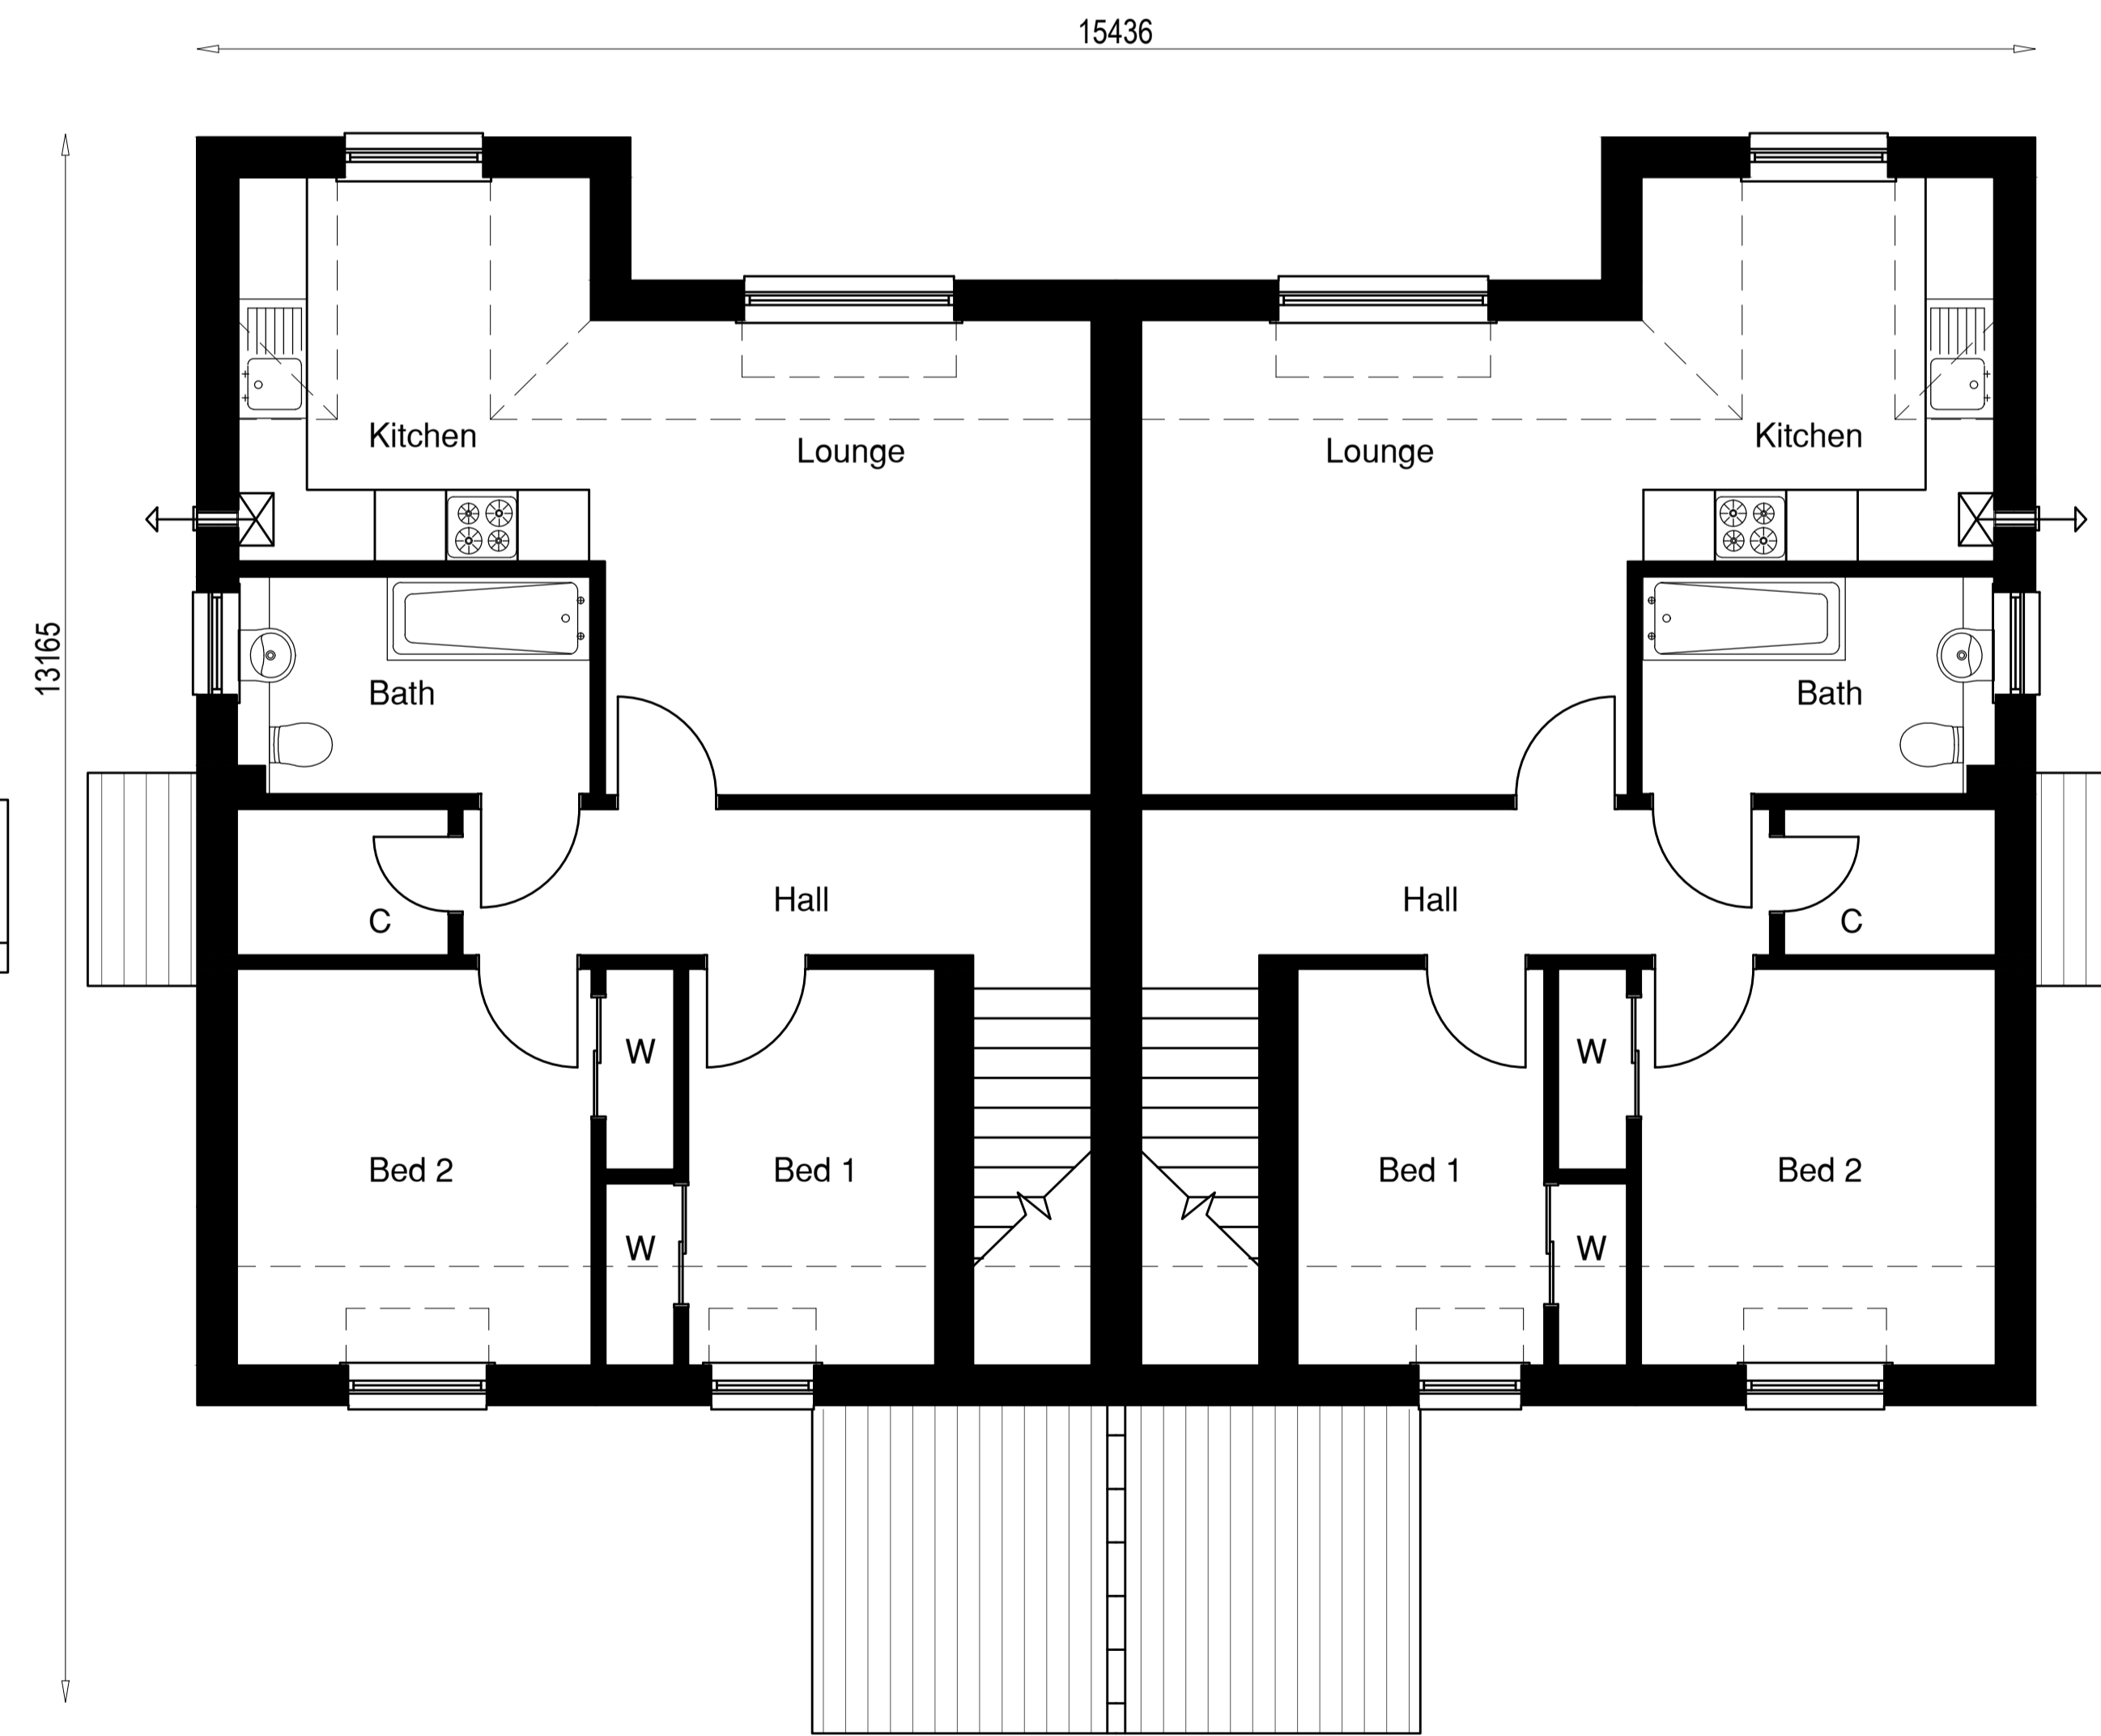 15436
13165
Kitchen
Lounge
Lounge
Kitchen
Bath
Bath
C
Hall
Hall
C
W
W
Bed 2
Bed 1
Bed 1
Bed 2
W
W